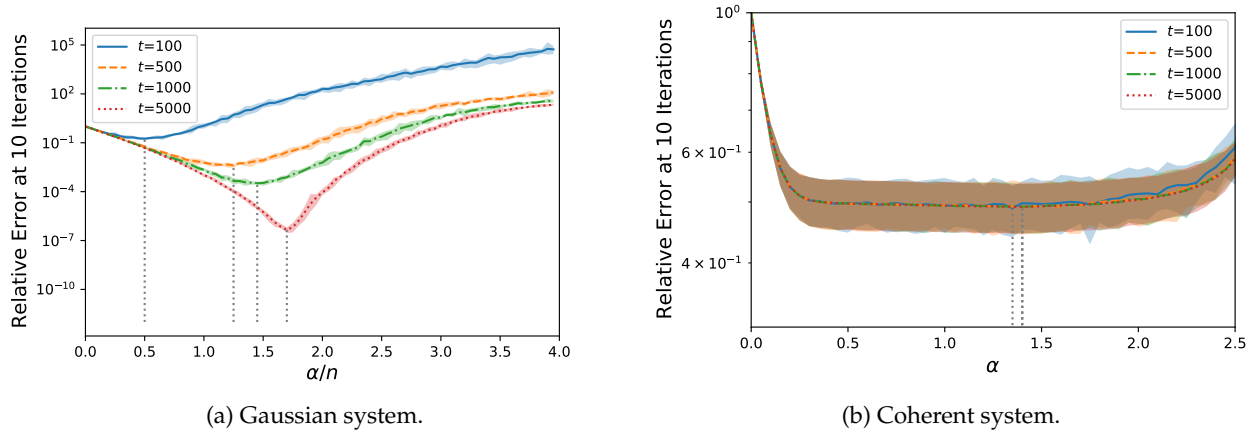 Relative Error at 10 Iterations
10^5
10^2
10^-1
10^-4
10^-7
10^-10
t=100
t=500
t=1000
t=5000
0.0 0.5 1.0 1.5 2.0 2.5 3.0 3.5 4.0
α/n
(a) Gaussian system.
Relative Error at 10 Iterations
10^0
6 × 10^-1
4 × 10^-1
t=100
t=500
t=1000
t=5000
0.0 0.5 1.0 1.5 2.0 2.5
α
(b) Coherent system.